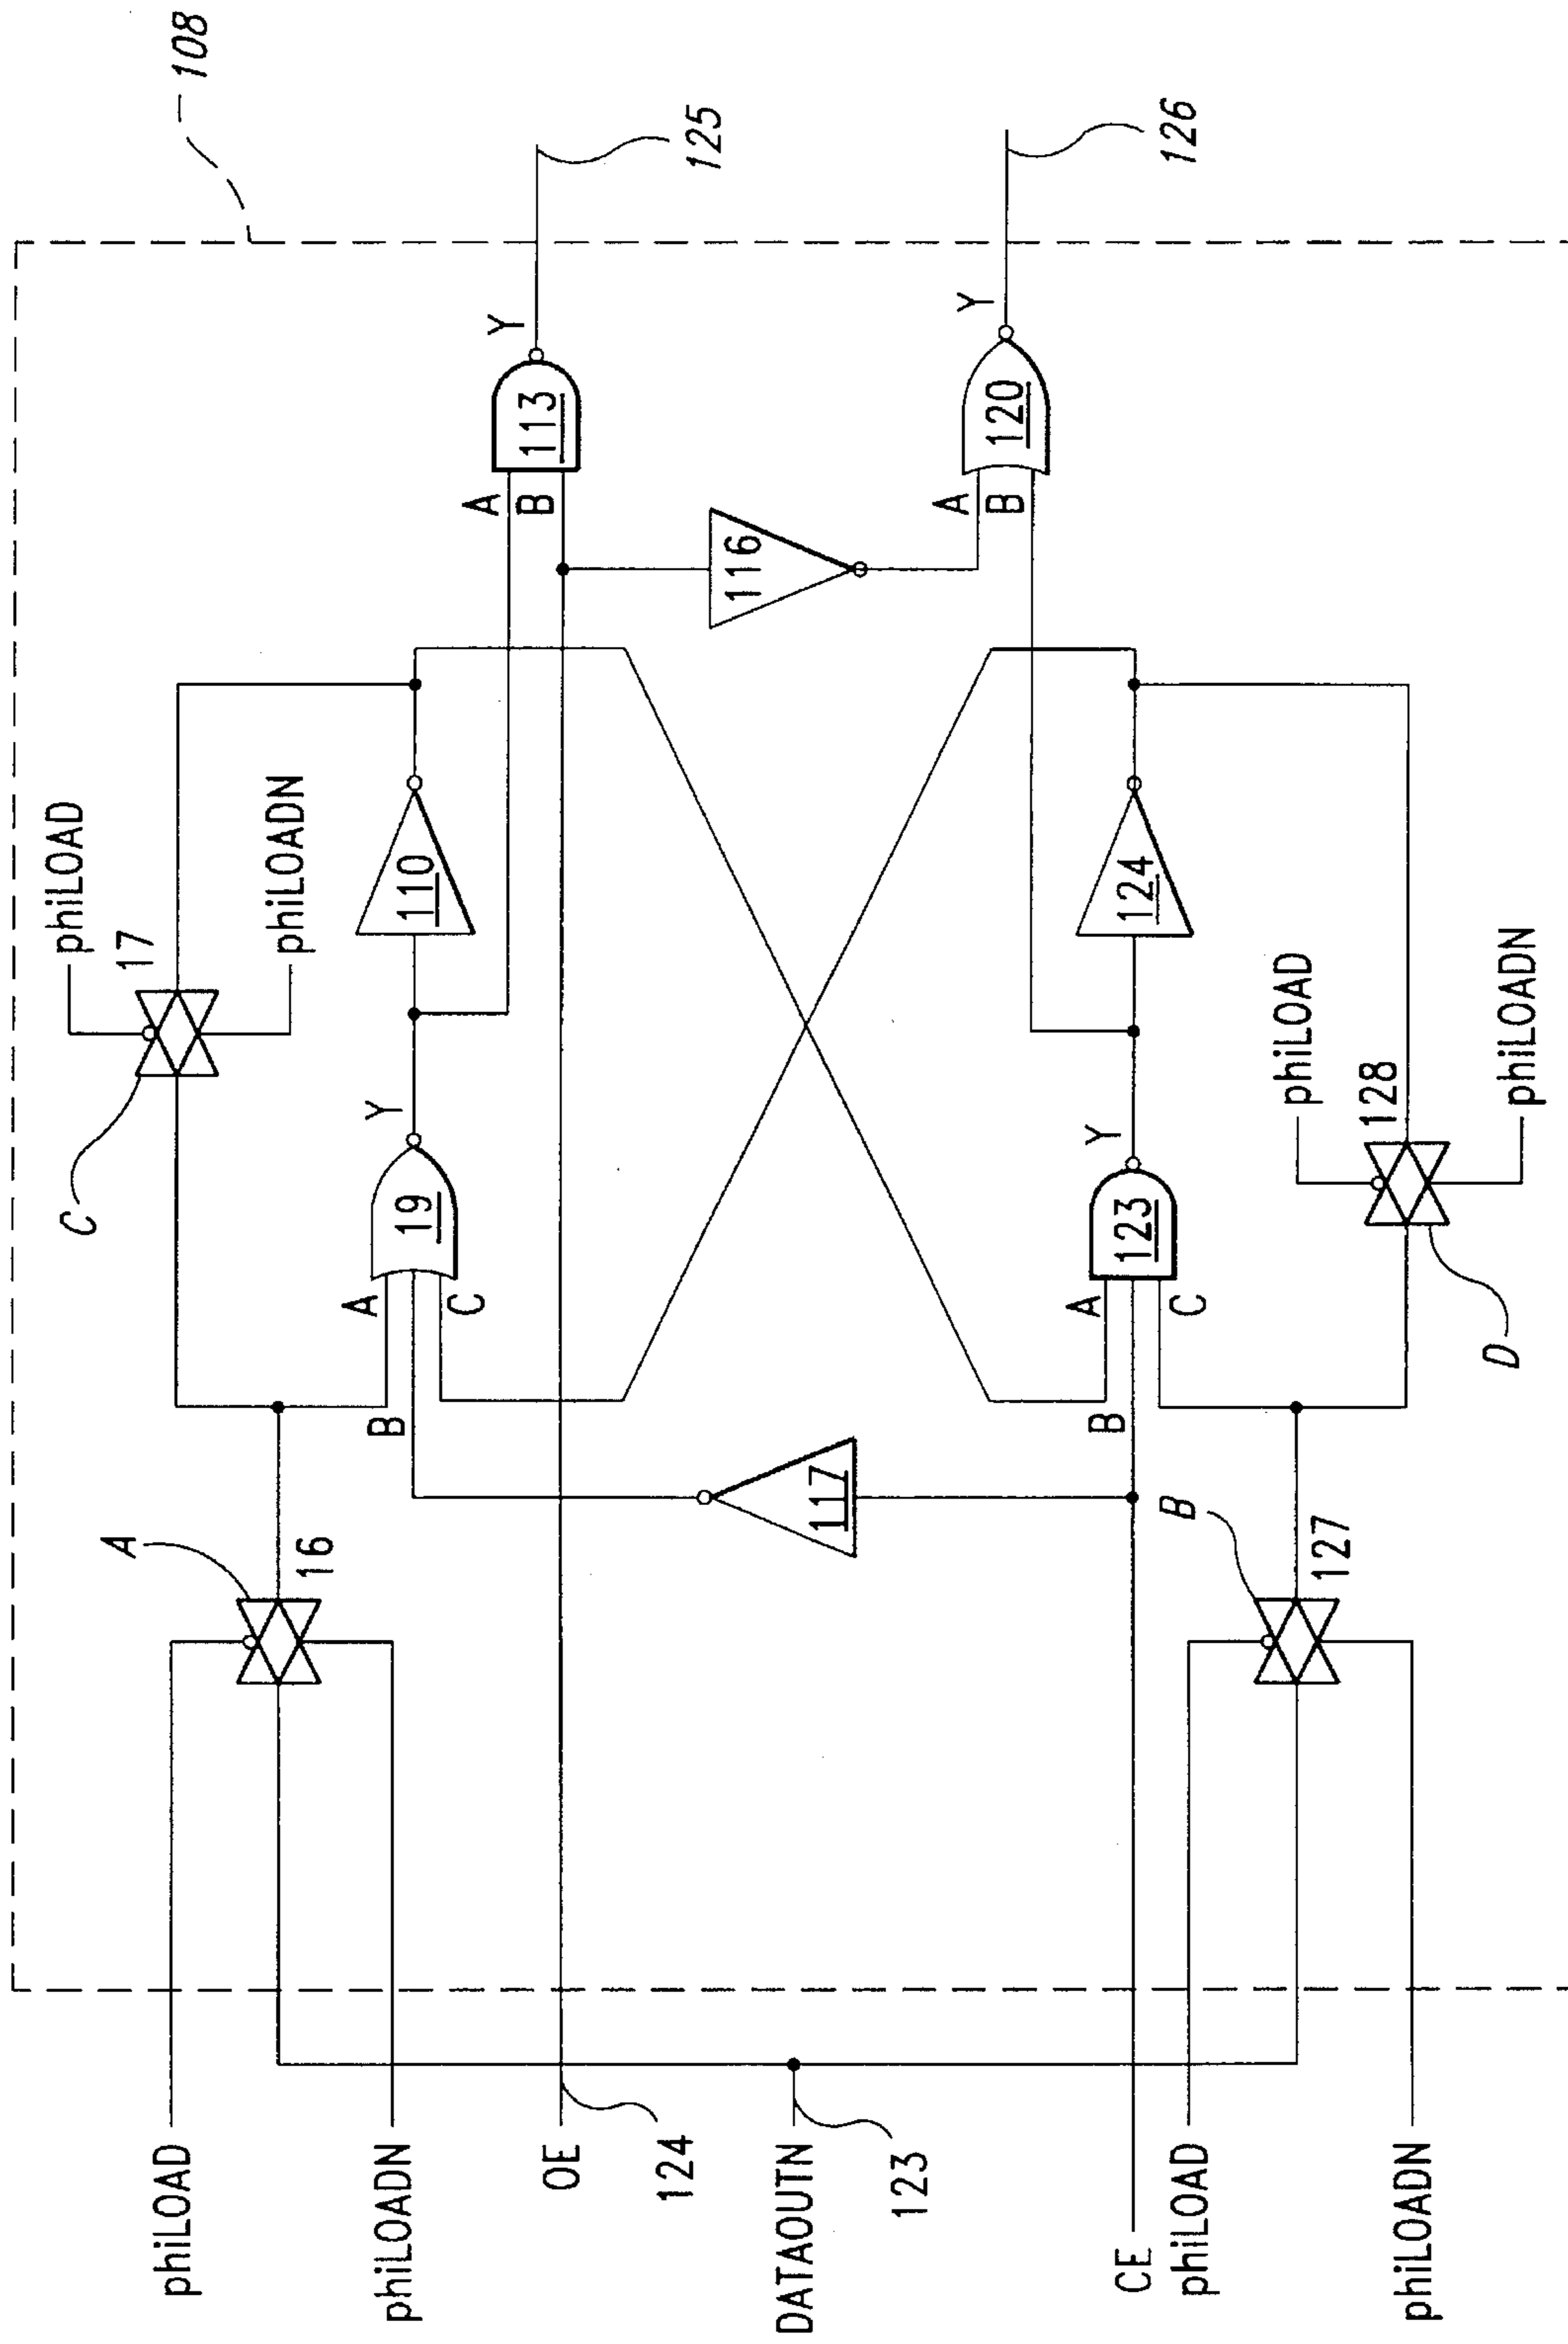 108
125
126
phiLOAD
17
phiLOADN
C
A
16
phiLOAD
phiLOADN
A
B
C
19
Y
110
A
B
113
Y
OE
124
DATAOUTN
123
117
116
A
B
120
Y
CE
A
B
C
123
Y
124
phiLOAD
phiLOADN
B
127
phiLOAD
128
phiLOADN
D